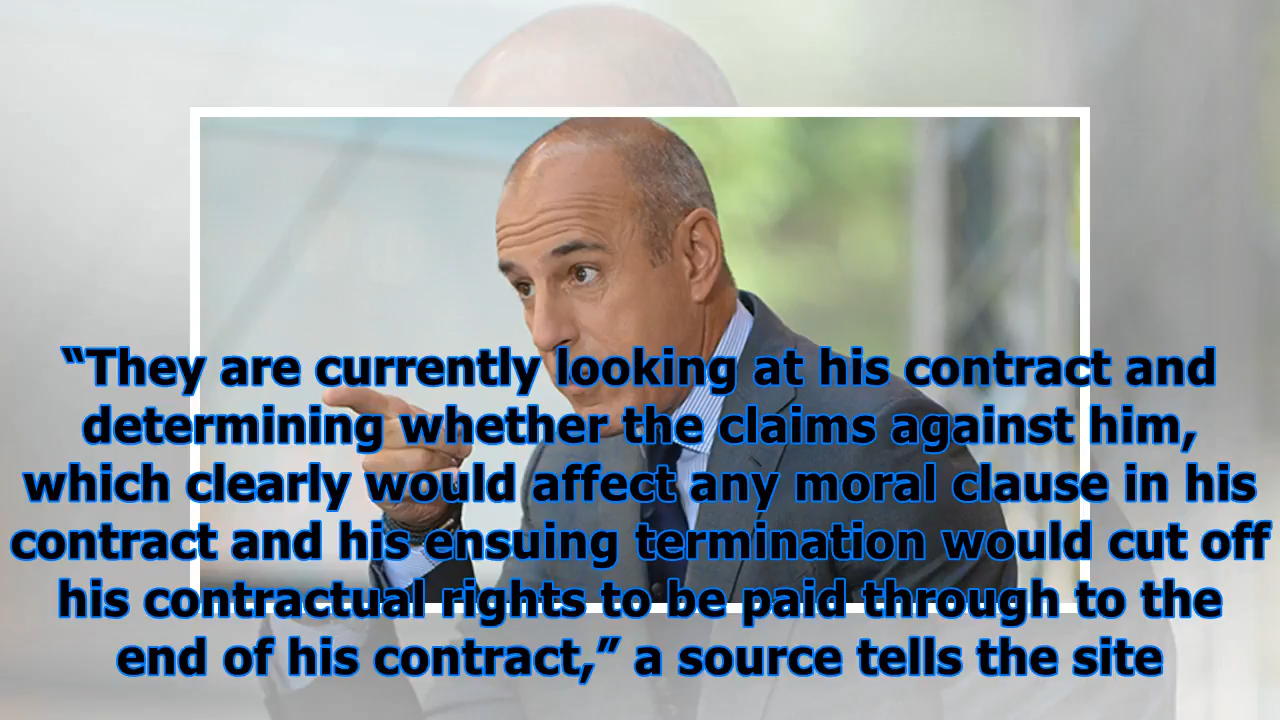 “They are currently looking at his contract and
determining whether the claims against him,
which clearly would affect any moral clause in his
contract and his ensuing termination would cut off
his contractual rights to be paid through to the
end of his contract,” a source tells the site